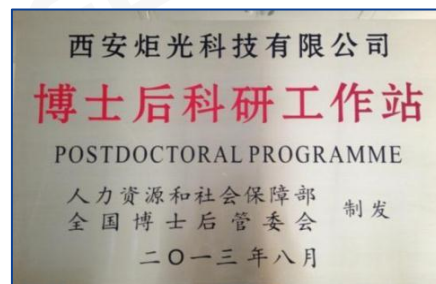 西安炬光科技有限公司
博士后科研工作站
POSTDOCTORAL PROGRAMME
人力资源和社会保障部
全国博士后管委会
制发
二〇一三年八月